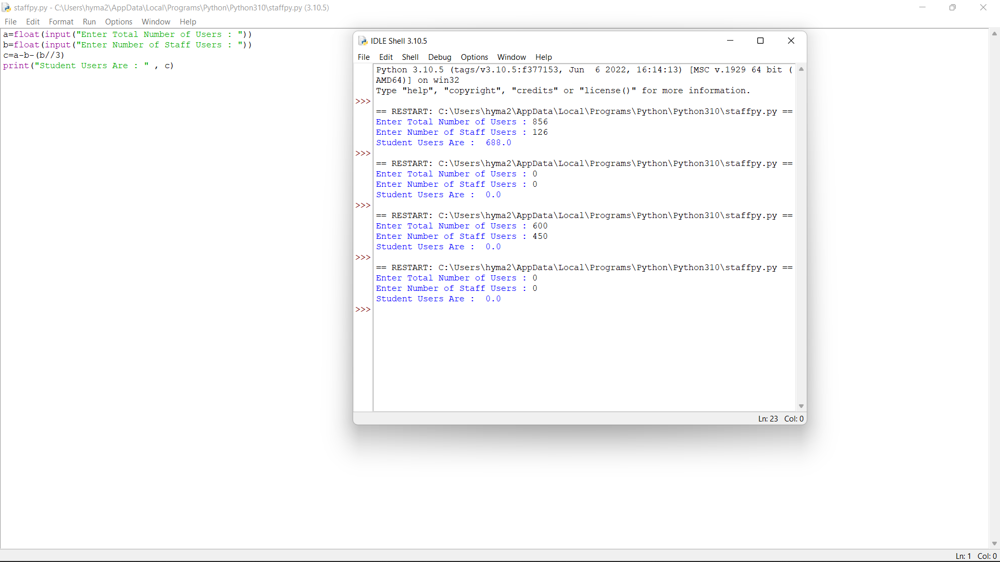 staffpy.py - C:\Users\hyma2\AppData\Local\Programs\Python\Python310\staffpy.py (3.10.5)
File Edit Format Run Options Window Help
a=float(input("Enter Total Number of Users : "))
b=float(input("Enter Number of Staff Users : "))
c=a-b-(b//3)
print("Student Users Are : " , c)
IDLE Shell 3.10.5
File Edit Shell Debug Options Window Help
Python 3.10.5 (tags/v3.10.5:f377153, Jun  6 2022, 16:14:13) [MSC v.1929 64 bit (
AMD64)] on win32
Type "help", "copyright", "credits" or "license()" for more information.
>>>
== RESTART: C:\Users\hyma2\AppData\Local\Programs\Python\Python310\staffpy.py ==
Enter Total Number of Users : 856
Enter Number of Staff Users : 126
Student Users Are :  688.0
>>>
== RESTART: C:\Users\hyma2\AppData\Local\Programs\Python\Python310\staffpy.py ==
Enter Total Number of Users : 0
Enter Number of Staff Users : 0
Student Users Are :  0.0
>>>
== RESTART: C:\Users\hyma2\AppData\Local\Programs\Python\Python310\staffpy.py ==
Enter Total Number of Users : 600
Enter Number of Staff Users : 450
Student Users Are :  0.0
>>>
== RESTART: C:\Users\hyma2\AppData\Local\Programs\Python\Python310\staffpy.py ==
Enter Total Number of Users : 0
Enter Number of Staff Users : 0
Student Users Are :  0.0
>>>
Ln: 23 Col: 0
Ln: 1 Col: 0